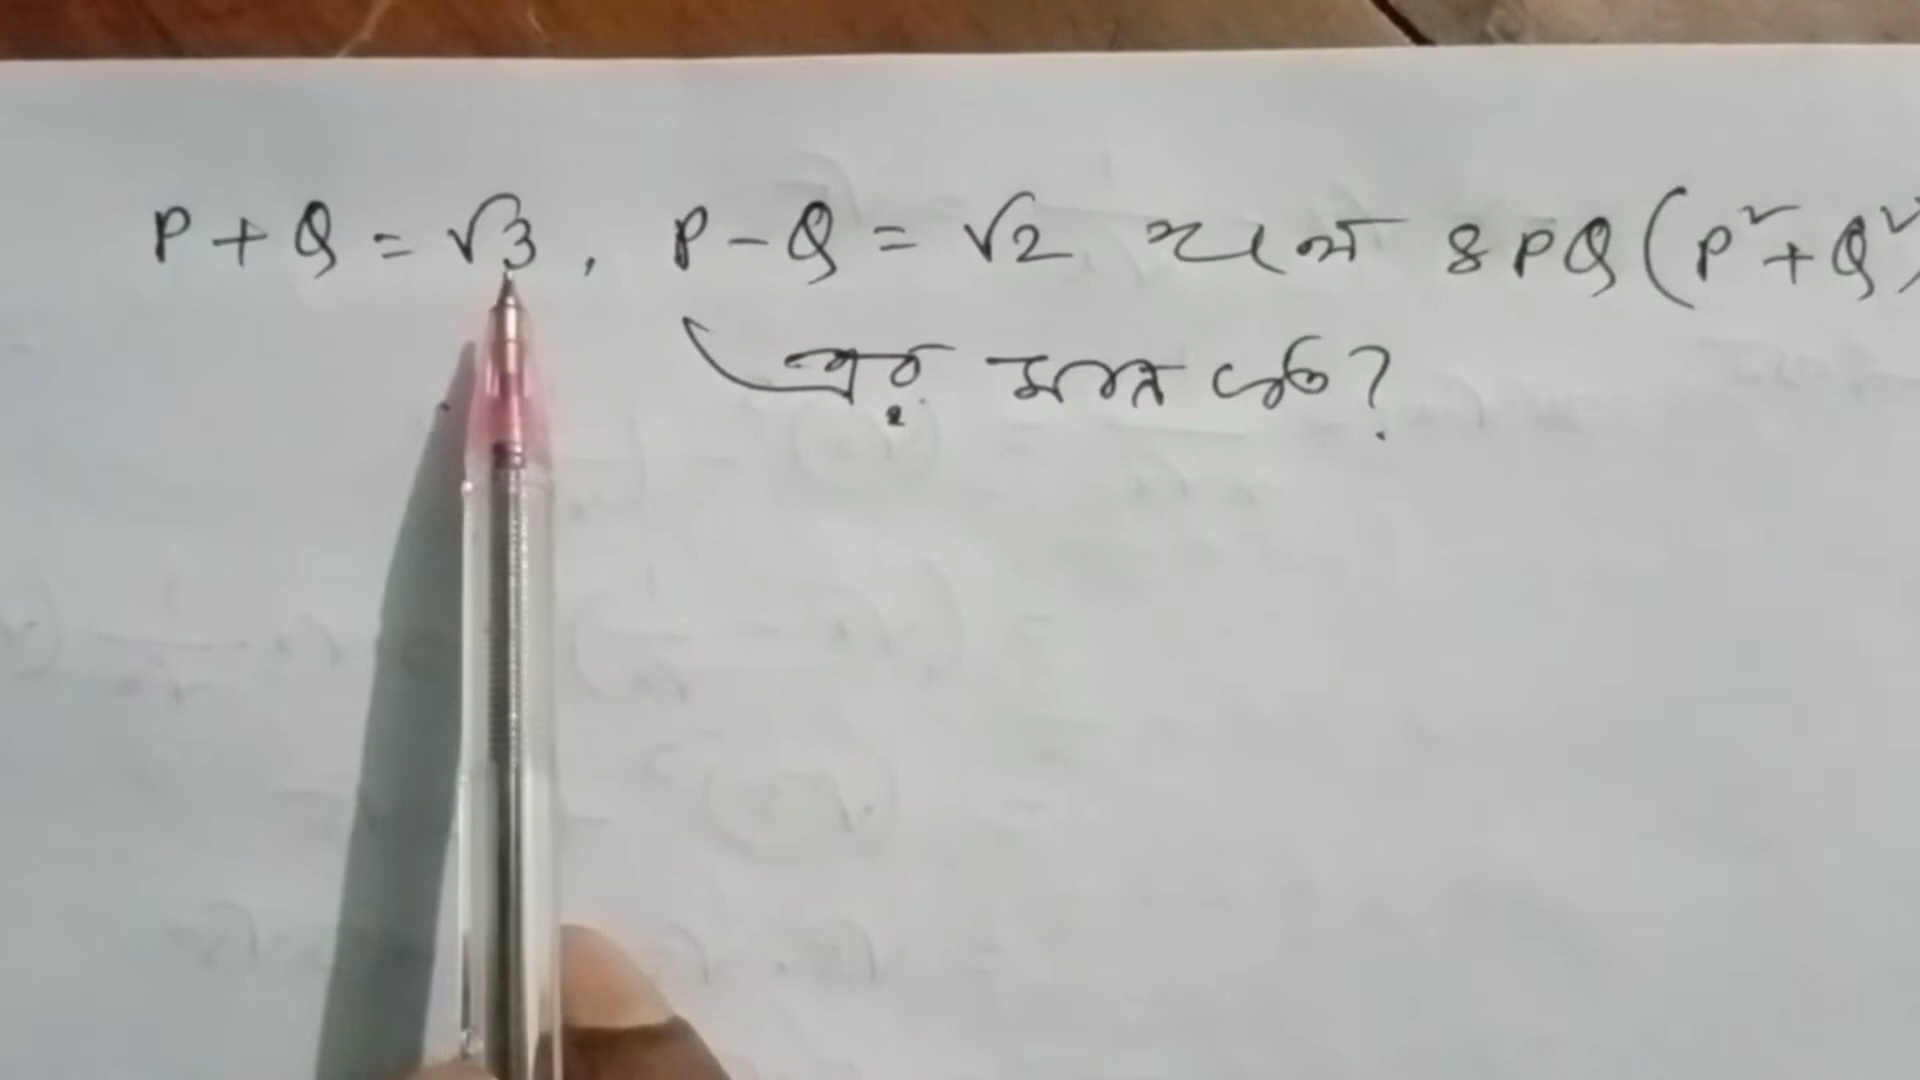 P + Q = √3, P - Q = √2 হলে 8PQ(P² + Q²)
এর মান কত?